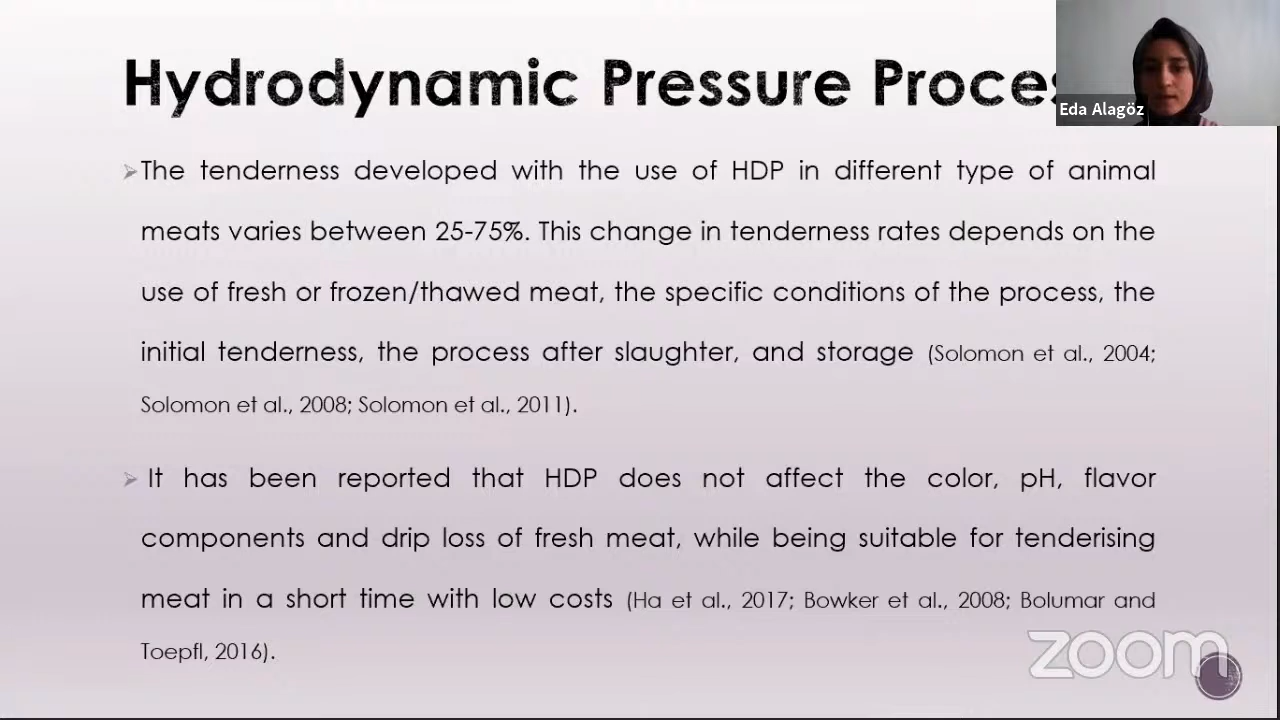 Hydrodynamic Pressure Proces
Eda Alagöz
The tenderness developed with the use of HDP in different type of animal
meats varies between 25-75%. This change in tenderness rates depends on the
use of fresh or frozen/thawed meat, the specific conditions of the process, the
initial tenderness, the process after slaughter, and storage (Solomon et al., 2004;
Solomon et al., 2008; Solomon et al., 2011).
It has been reported that HDP does not affect the color, pH, flavor
components and drip loss of fresh meat, while being suitable for tenderising
meat in a short time with low costs (Ha et al., 2017; Bowker et al., 2008; Bolumar and
Toepfl, 2016).
zoom